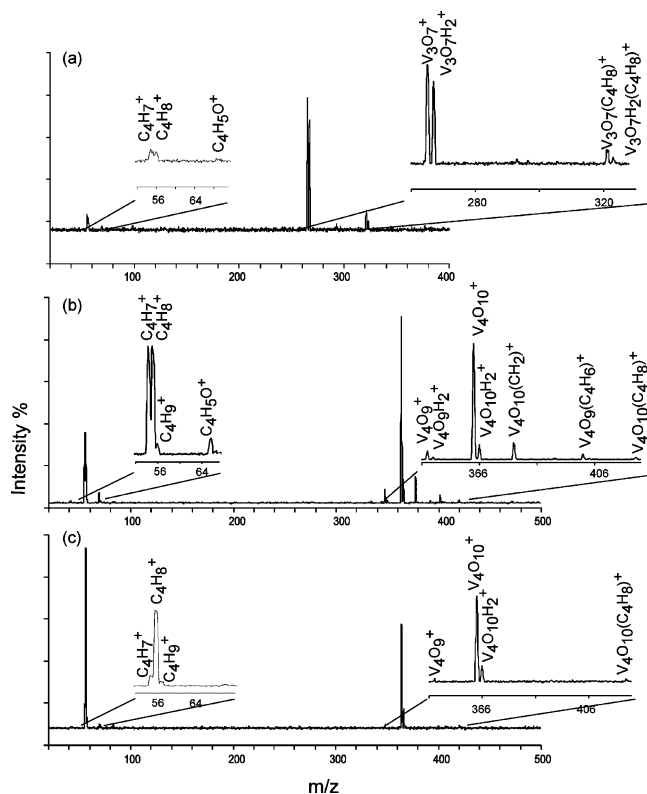 (a)
C4H7+
C4H8+
C4H5O+
56 64
V3O7+
V3O7H2+
V3O7(C4H8)+
V3O7H2(C4H8)+
280 320
100 200 300 400
(b)
C4H7+
C4H8+
C4H9+
C4H5O+
56 64
V4O9+
V4O9H2+
V4O10+
V4O10H2+
V4O10(CH2)+
V4O9(C4H6)+
V4O10(C4H8)+
366 406
100 200 300 400 500
Intensity %
(c)
C4H7+
C4H8+
C4H9+
56 64
V4O9+
V4O10+
V4O10H2+
V4O10(C4H8)+
366 406
100 200 300 400 500
m/z